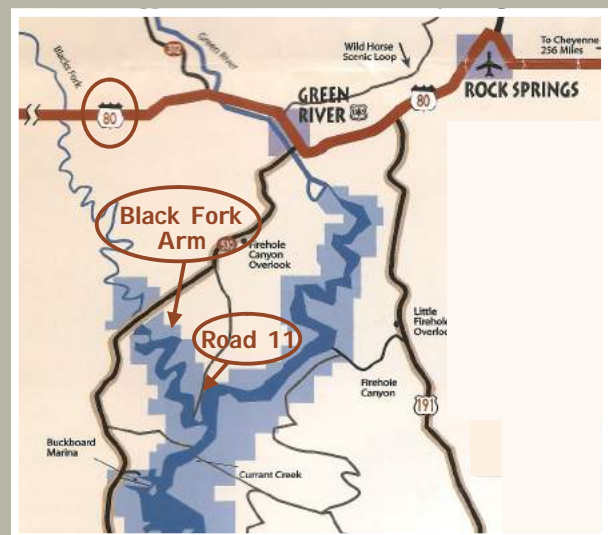 Blacks Fork
372
Green River
Wild Horse
Scenic Loop
To Cheyenne
256 Miles
80
GREEN
RIVER
80
ROCK SPRINGS
Black Fork
Arm
530
Firehole
Canyon
Overlook
Road 11
Little
Firehole
Overlo
Firehole
Canyon
191
Buckboard
Marina
Currant Creek